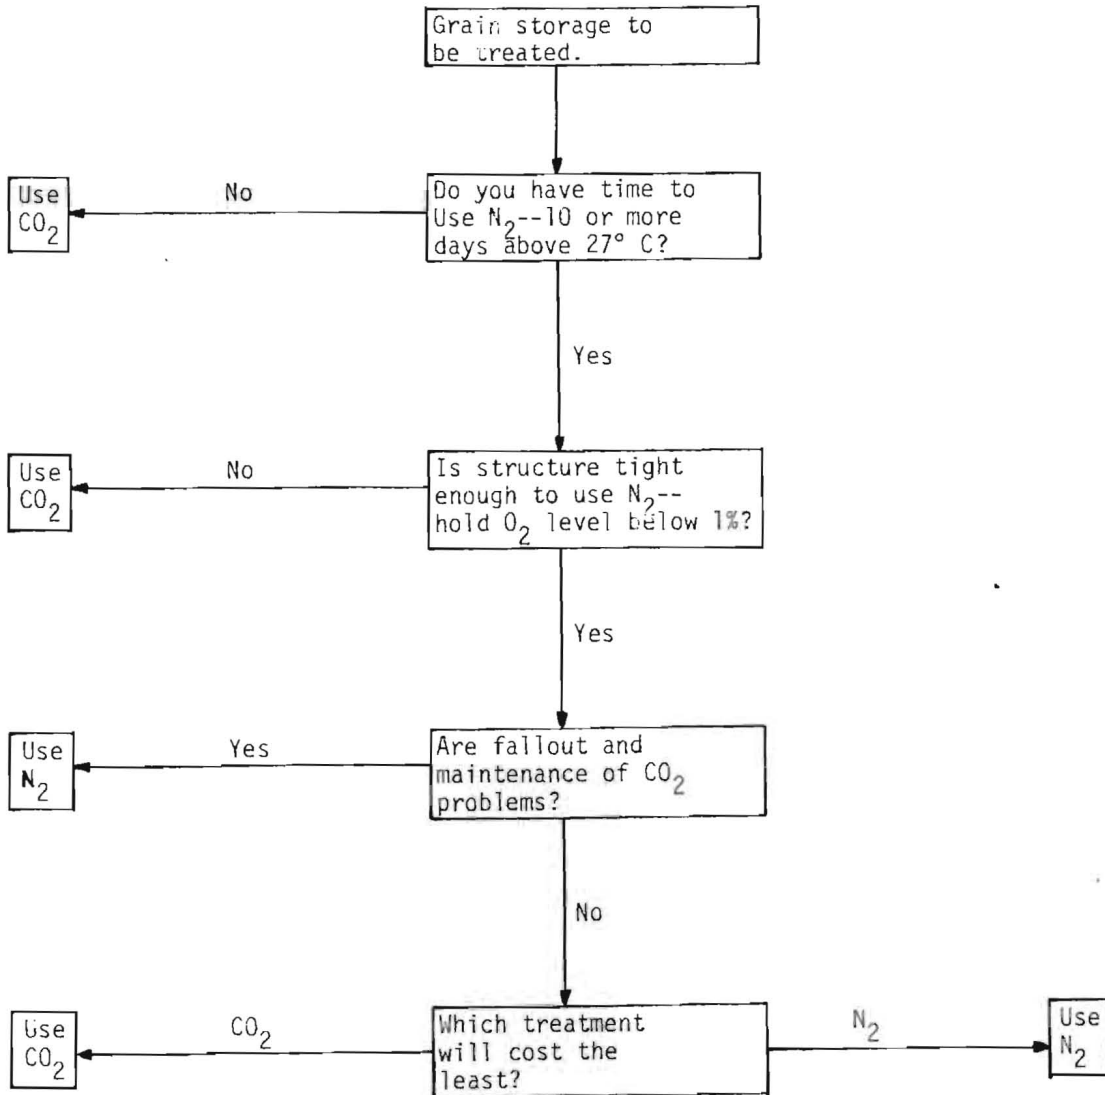 Grain storage to
be treated.
Use
CO₂
No
Do you have time to
Use N₂--10 or more
days above 27° C?
Yes
Use
CO₂
No
Is structure tight
enough to use N₂--
hold O₂ level below 1%?
Yes
Use
N₂
Yes
Are fallout and
maintenance of CO₂
problems?
No
Use
CO₂
CO₂
Which treatment
will cost the
least?
N₂
Use
N₂